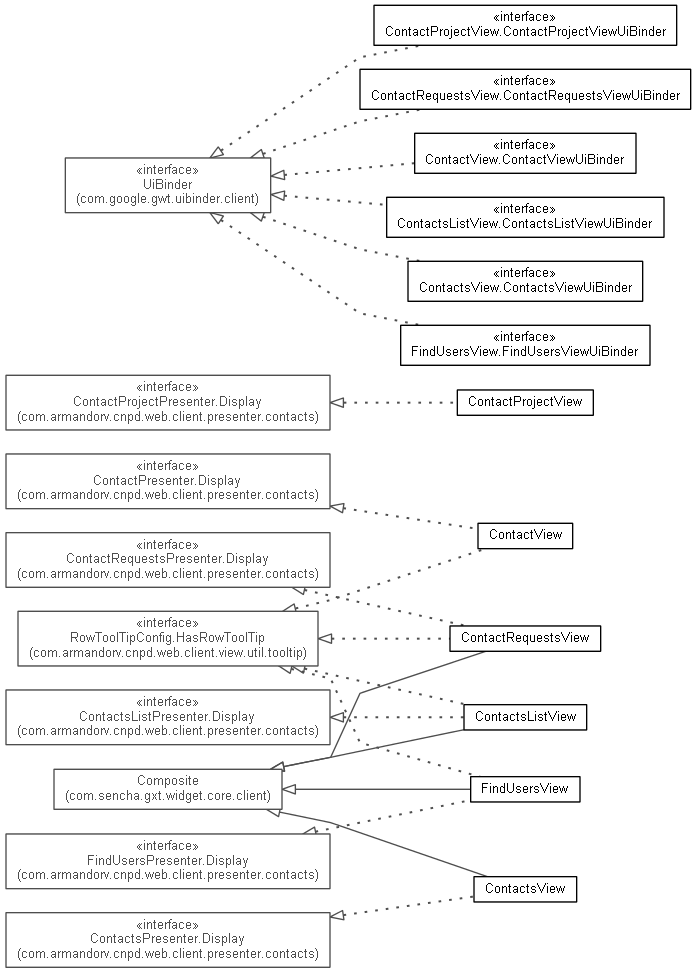 «interface»
ContactProjectView.ContactProjectViewUiBinder
«interface»
ContactRequestsView.ContactRequestsViewUiBinder
«interface»
ContactView.ContactViewUiBinder
«interface»
UiBinder
(com.google.gwt.uibinder.client)
«interface»
ContactsListView.ContactsListViewUiBinder
«interface»
ContactsView.ContactsViewUiBinder
«interface»
FindUsersView.FindUsersViewUiBinder
«interface»
ContactProjectPresenter.Display
(com.armandorv.cnpd.web.client.presenter.contacts)
ContactProjectView
«interface»
ContactPresenter.Display
(com.armandorv.cnpd.web.client.presenter.contacts)
ContactView
«interface»
ContactRequestsPresenter.Display
(com.armandorv.cnpd.web.client.presenter.contacts)
«interface»
RowToolTipConfig.HasRowToolTip
(com.armandorv.cnpd.web.client.view.util.tooltip)
ContactRequestsView
«interface»
ContactsListPresenter.Display
(com.armandorv.cnpd.web.client.presenter.contacts)
ContactsListView
Composite
(com.sencha.gxt.widget.core.client)
FindUsersView
«interface»
FindUsersPresenter.Display
(com.armandorv.cnpd.web.client.presenter.contacts)
ContactsView
«interface»
ContactsPresenter.Display
(com.armandorv.cnpd.web.client.presenter.contacts)